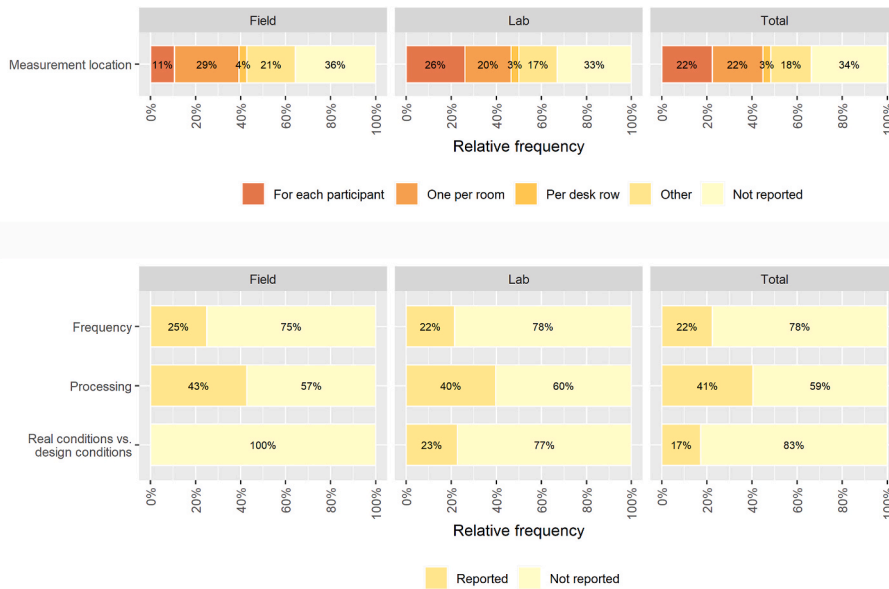 Field Lab Total
Measurement location
11% 29% 4% 21% 36% 26% 20% 3% 17% 33% 22% 22% 3% 18% 34%
0% 20% 40% 60% 80% 100% 0% 20% 40% 60% 80% 100% 0% 20% 40% 60% 80% 100%
Relative frequency
For each participant One per room Per desk row Other Not reported
Field Lab Total
Frequency 25% 75% 22% 78% 22% 78%
Processing 43% 57% 40% 60% 41% 59%
Real conditions vs.
design conditions
100% 23% 77% 17% 83%
0% 20% 40% 60% 80% 100% 0% 20% 40% 60% 80% 100% 0% 20% 40% 60% 80% 100%
Relative frequency
Reported Not reported